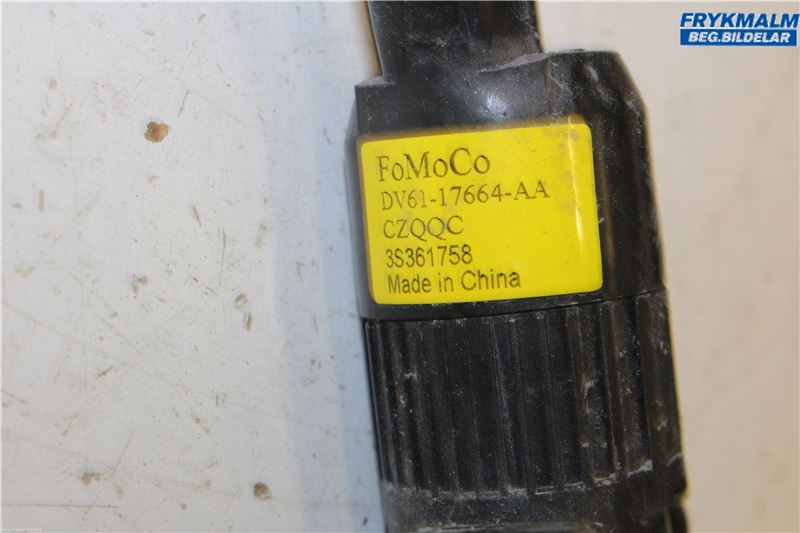 FRYKMALM
BEG.BILDELAR
FoMoCo
DV61-17664-AA
CZQQC
3S361758
Made in China